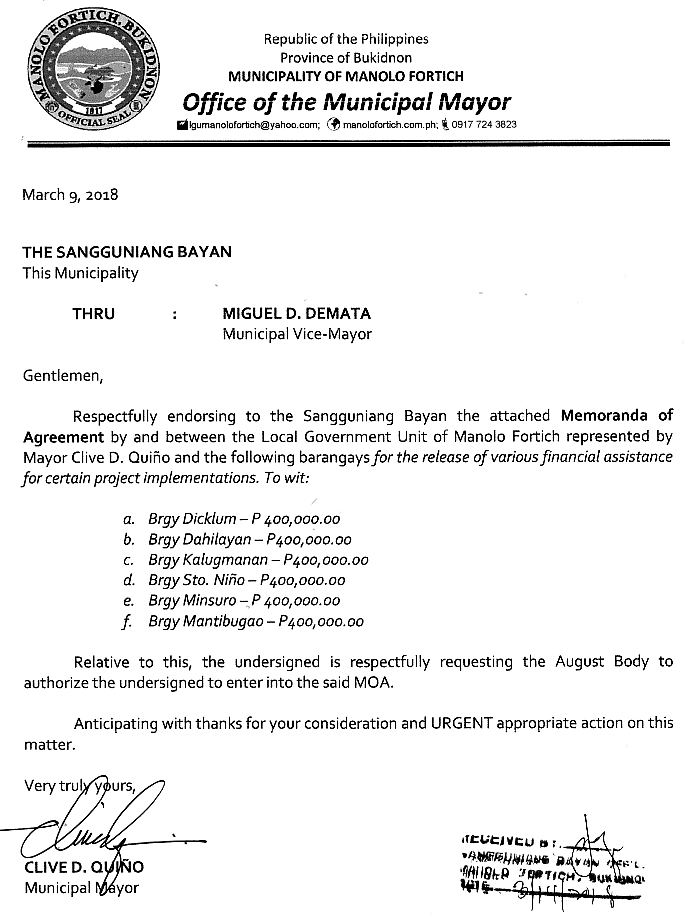 MANOLO FORTICH, BUKIDNON
1917
OFFICIAL SEAL
Republic of the Philippines
Province of Bukidnon
MUNICIPALITY OF MANOLO FORTICH
Office of the Municipal Mayor
lgumanolofortich@yahoo.com; manolofortich.com.ph; 0917 724 3823
March 9, 2018
THE SANGGUNIANG BAYAN
This Municipality
THRU : MIGUEL D. DEMATA
Municipal Vice-Mayor
Gentlemen,
Respectfully endorsing to the Sangguniang Bayan the attached Memoranda of
Agreement by and between the Local Government Unit of Manolo Fortich represented by
Mayor Clive D. Quiño and the following barangays for the release of various financial assistance
for certain project implementations. To wit:
a. Brgy Dicklum – P 400,000.00
b. Brgy Dahilayan – P400,000.00
c. Brgy Kalugmanan – P400,000.00
d. Brgy Sto. Niño – P400,000.00
e. Brgy Minsuro – P 400,000.00
f. Brgy Mantibugao – P400,000.00
Relative to this, the undersigned is respectfully requesting the August Body to
authorize the undersigned to enter into the said MOA.
Anticipating with thanks for your consideration and URGENT appropriate action on this
matter.
Very truly yours,
CLIVE D. QUIÑO
Municipal Mayor
RECEIVED BY:
SANGGUNIANG BAYAN
MANOLO FORTICH, BUKIDNON